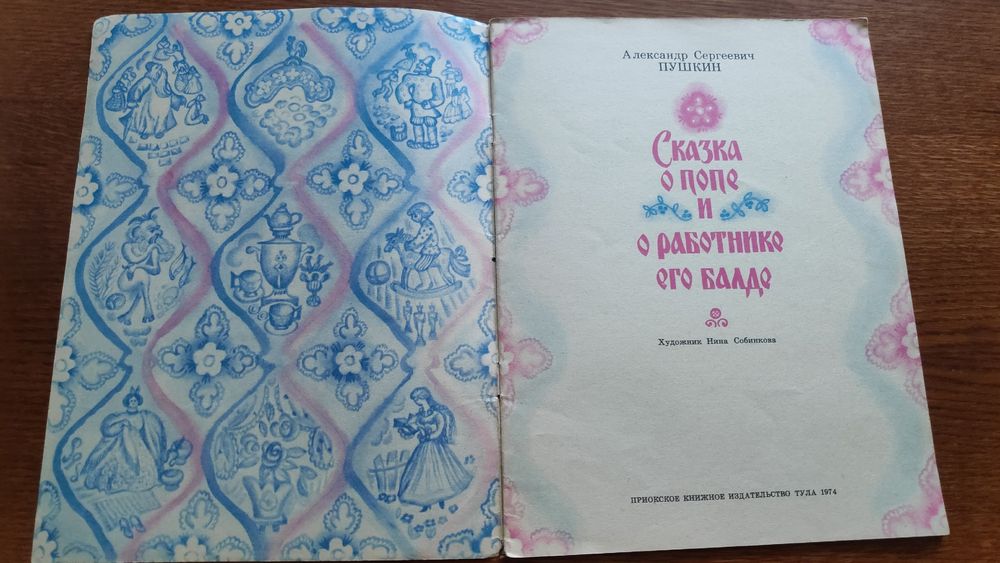 Александр Сергеевич
ПУШКИН
Сказка
о попе
и
о работнике
его балде
Художник Нина Собинкова
ПРИОКСКОЕ КНИЖНОЕ ИЗДАТЕЛЬСТВО ТУЛА 1974